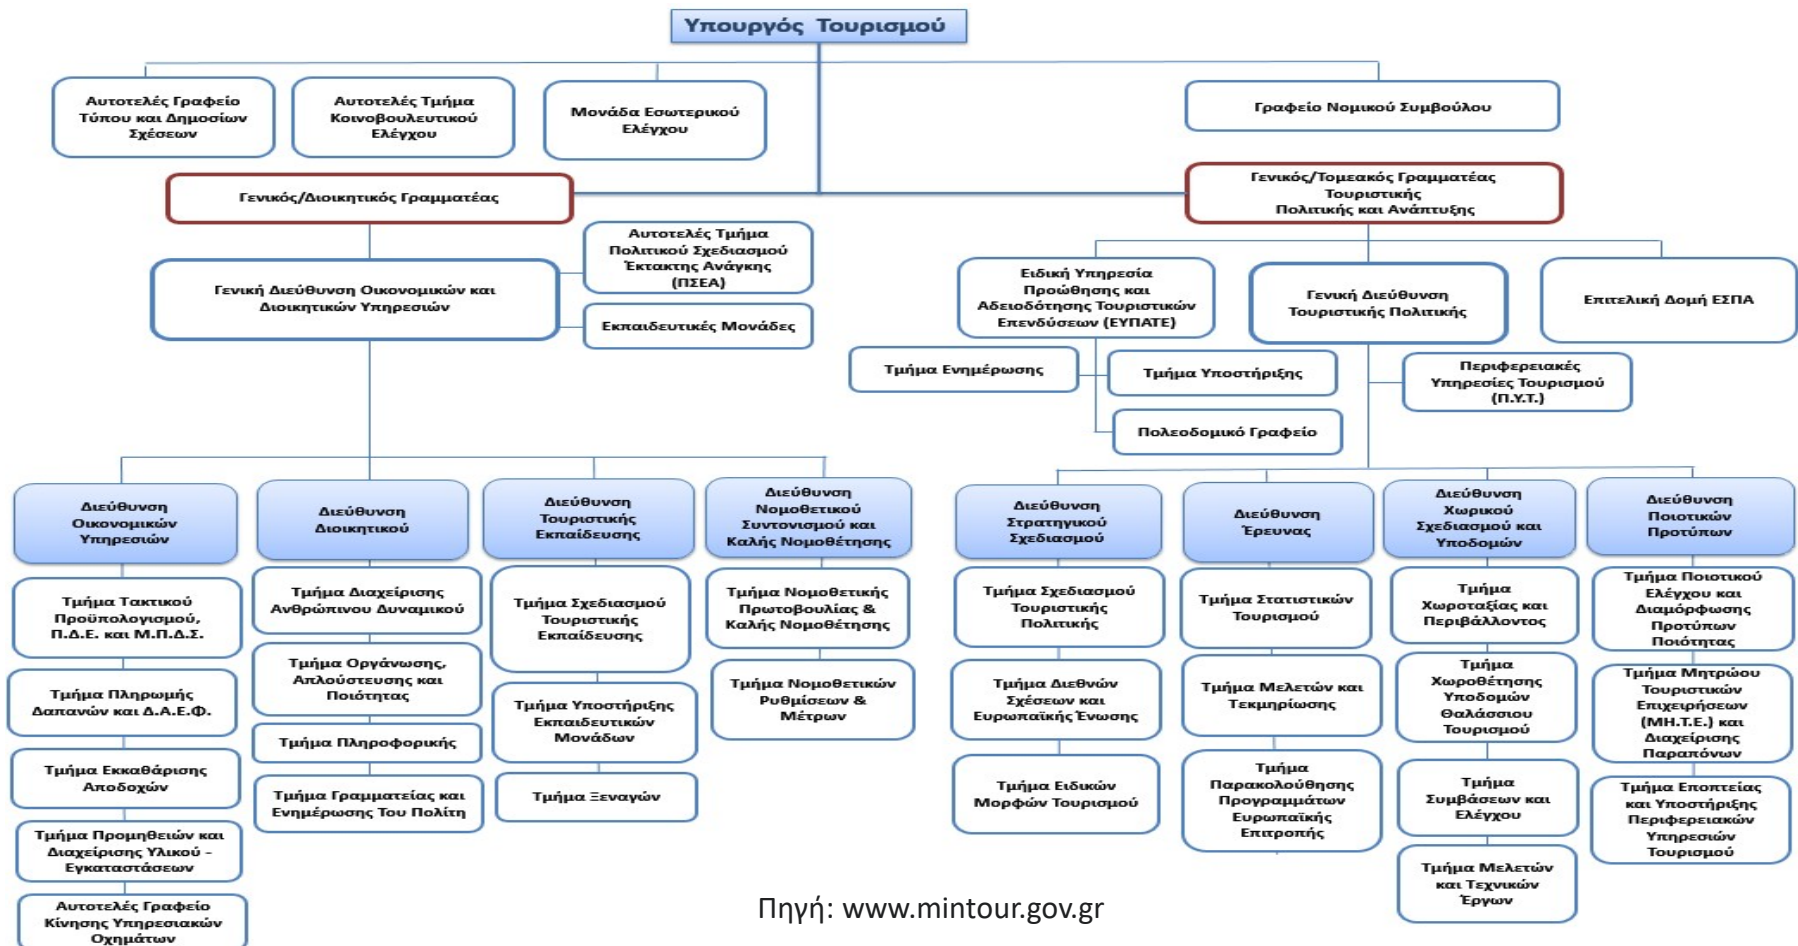 Υπουργός Τουρισμού
Αυτοτελές Γραφείο
Τύπου και Δημοσίων
Σχέσεων
Αυτοτελές Τμήμα
Κοινοβουλευτικού
Ελέγχου
Μονάδα Εσωτερικού
Ελέγχου
Γραφείο Νομικού Συμβούλου
Γενικός/Διοικητικός Γραμματέας
Γενικός/Τομεακός Γραμματέας
Τουριστικής
Πολιτικής και Ανάπτυξης
Γενική Διεύθυνση Οικονομικών και
Διοικητικών Υπηρεσιών
Αυτοτελές Τμήμα
Πολιτικού Σχεδιασμού
Έκτακτης Ανάγκης
(ΠΣΕΑ)
Εκπαιδευτικές Μονάδες
Ειδική Υπηρεσία
Προώθησης και
Αδειοδότησης Τουριστικών
Επενδύσεων (ΕΥΠΑΤΕ)
Γενική Διεύθυνση
Τουριστικής Πολιτικής
Επιτελική Δομή ΕΣΠΑ
Τμήμα Ενημέρωσης
Τμήμα Υποστήριξης
Πολεοδομικό Γραφείο
Περιφερειακές
Υπηρεσίες Τουρισμού
(Π.Υ.Τ.)
Διεύθυνση
Οικονομικών
Υπηρεσιών
Τμήμα Τακτικού
Προϋπολογισμού,
Π.Δ.Ε. και Μ.Π.Δ.Σ.
Τμήμα Πληρωμής
Δαπανών και Δ.Α.Ε.Φ.
Τμήμα Εκκαθάρισης
Αποδοχών
Τμήμα Προμηθειών και
Διαχείρισης Υλικού -
Εγκαταστάσεων
Αυτοτελές Γραφείο
Κίνησης Υπηρεσιακών
Οχημάτων
Διεύθυνση
Διοικητικού
Τμήμα Διαχείρισης
Ανθρώπινου Δυναμικού
Τμήμα Οργάνωσης,
Απλούστευσης και
Ποιότητας
Τμήμα Πληροφορικής
Τμήμα Γραμματείας και
Ενημέρωσης Του Πολίτη
Διεύθυνση
Τουριστικής
Εκπαίδευσης
Τμήμα Σχεδιασμού
Τουριστικής
Εκπαίδευσης
Τμήμα Υποστήριξης
Εκπαιδευτικών
Μονάδων
Τμήμα Ξεναγών
Διεύθυνση
Νομοθετικού
Συντονισμού και
Καλής Νομοθέτησης
Τμήμα Νομοθετικής
Πρωτοβουλίας &
Καλής Νομοθέτησης
Τμήμα Νομοθετικών
Ρυθμίσεων &
Μέτρων
Διεύθυνση
Στρατηγικού
Σχεδιασμού
Τμήμα Σχεδιασμού
Τουριστικής
Πολιτικής
Τμήμα Διεθνών
Σχέσεων και
Ευρωπαϊκής Ένωσης
Τμήμα Ειδικών
Μορφών Τουρισμού
Διεύθυνση
Έρευνας
Τμήμα Στατιστικών
Τουρισμού
Τμήμα Μελετών και
Τεκμηρίωσης
Τμήμα
Παρακολούθησης
Προγραμμάτων
Ευρωπαϊκής
Επιτροπής
Διεύθυνση
Χωρικού
Σχεδιασμού και
Υποδομών
Τμήμα
Χωροταξίας και
Περιβάλλοντος
Τμήμα
Χωροθέτησης
Υποδομών
Θαλάσσιου
Τουρισμού
Τμήμα
Συμβάσεων και
Ελέγχου
Τμήμα Μελετών
και Τεχνικών
Έργων
Διεύθυνση
Ποιοτικών
Προτύπων
Τμήμα Ποιοτικού
Ελέγχου και
Διαμόρφωσης
Προτύπων
Ποιότητας
Τμήμα Μητρώου
Τουριστικών
Επιχειρήσεων
(ΜΗ.Τ.Ε.) και
Διαχείρισης
Παραπόνων
Τμήμα Εποπτείας
και Υποστήριξης
Περιφερειακών
Υπηρεσιών
Τουρισμού
Πηγή: www.mintour.gov.gr